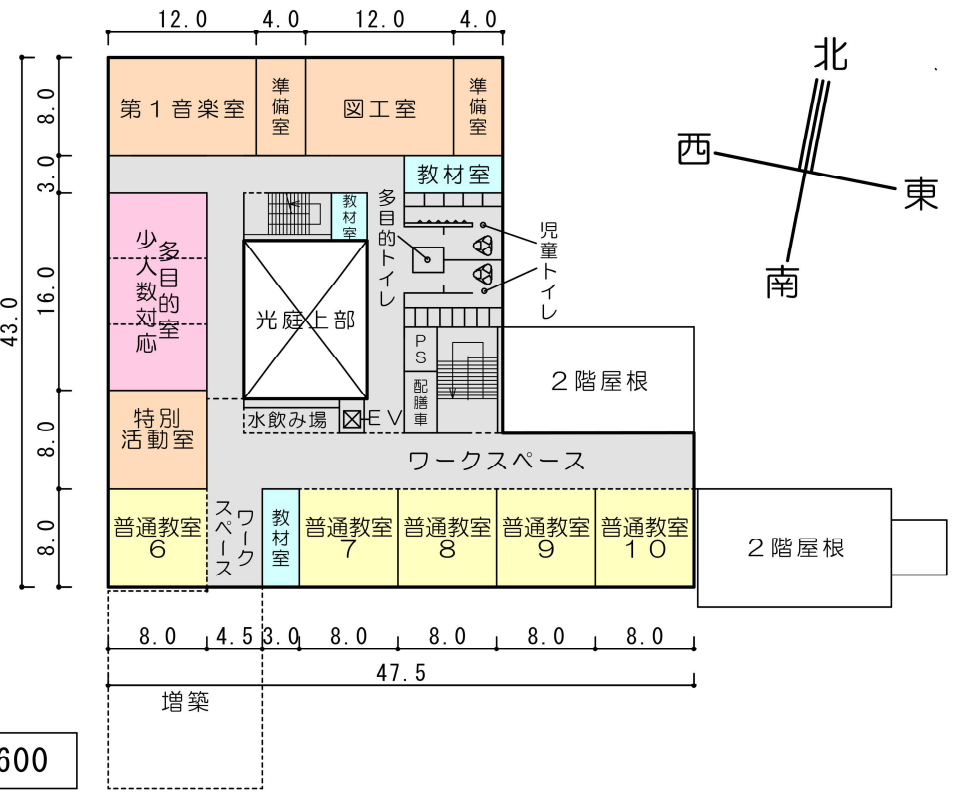 12.0
4.0
12.0
4.0
北
西
東
南
43.0
8.0
3.0
16.0
8.0
8.0
第1音楽室
準備室
図工室
準備室
教材室
教材室
多目的トイレ
児童トイレ
少人数対応
多目的室
光庭上部
PS
配膳車
2階屋根
特別
活動室
水飲み場
EV
ワークスペース
普通教室
6
ワーク
スペース
教材室
普通教室
7
普通教室
8
普通教室
9
普通教室
10
2階屋根
8.0
4.5
3.0
8.0
8.0
8.0
8.0
47.5
増築
600